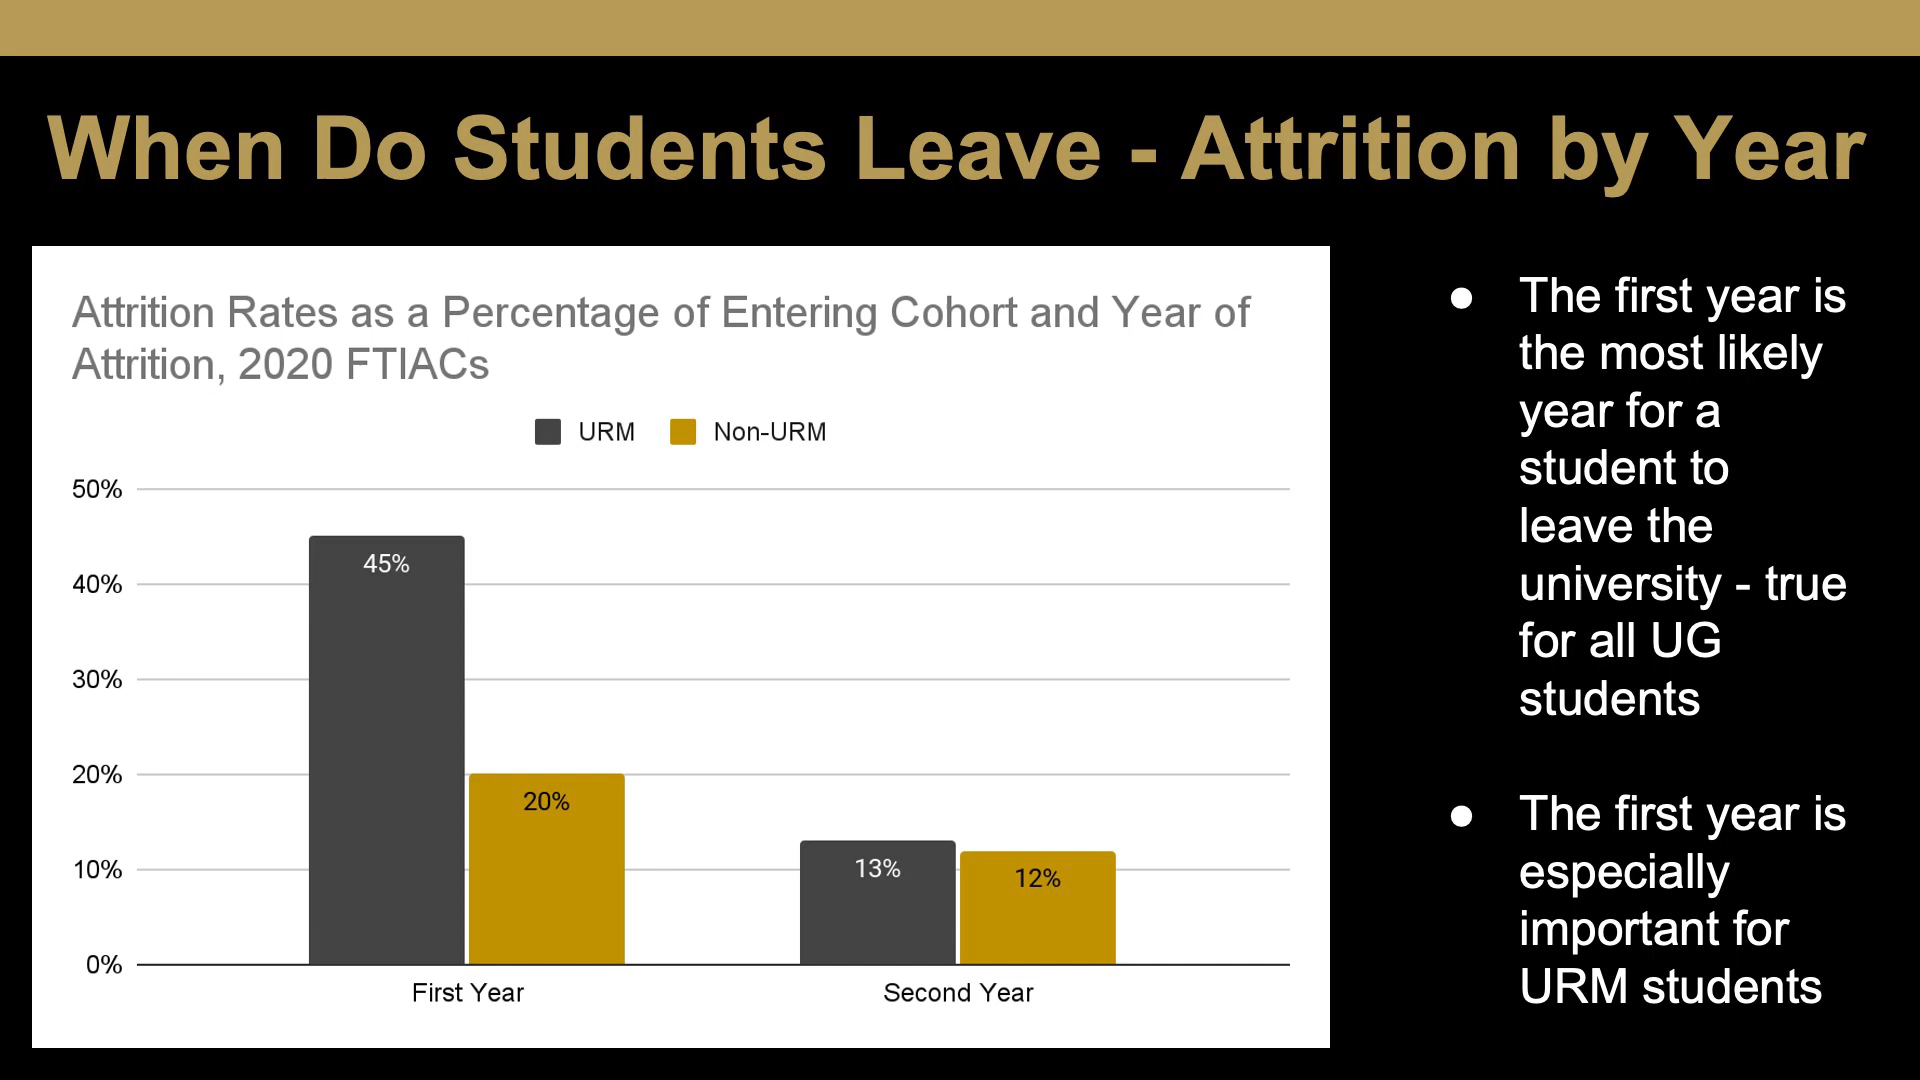 When Do Students Leave - Attrition by Year
Attrition Rates as a Percentage of Entering Cohort and Year of
Attrition, 2020 FTIACs
URM
Non-URM
50%
40%
30%
20%
10%
0%
45%
20%
13%
12%
First Year
Second Year
● The first year is
the most likely
year for a
student to
leave the
university - true
for all UG
students
● The first year is
especially
important for
URM students